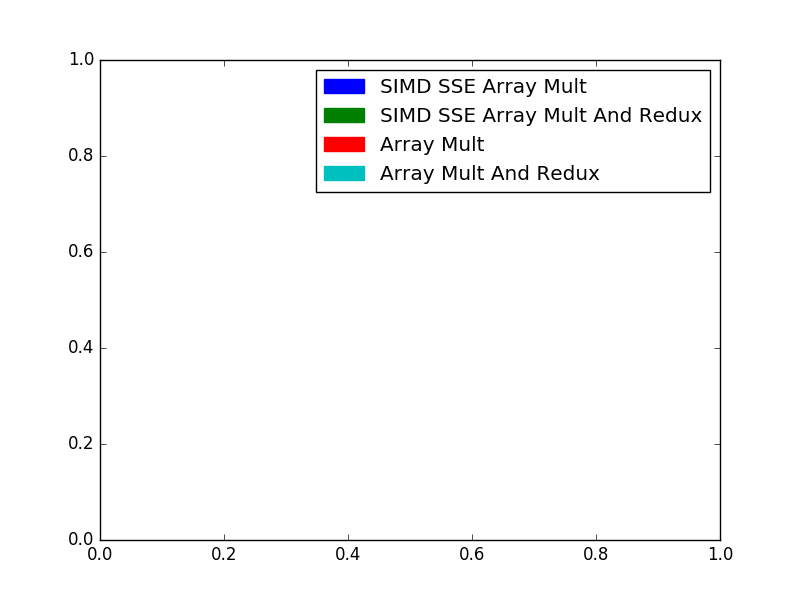 1.0
SIMD SSE Array Mult
SIMD SSE Array Mult And Redux
Array Mult
Array Mult And Redux
0.8
0.6
0.4
0.2
0.0
0.0 0.2 0.4 0.6 0.8 1.0